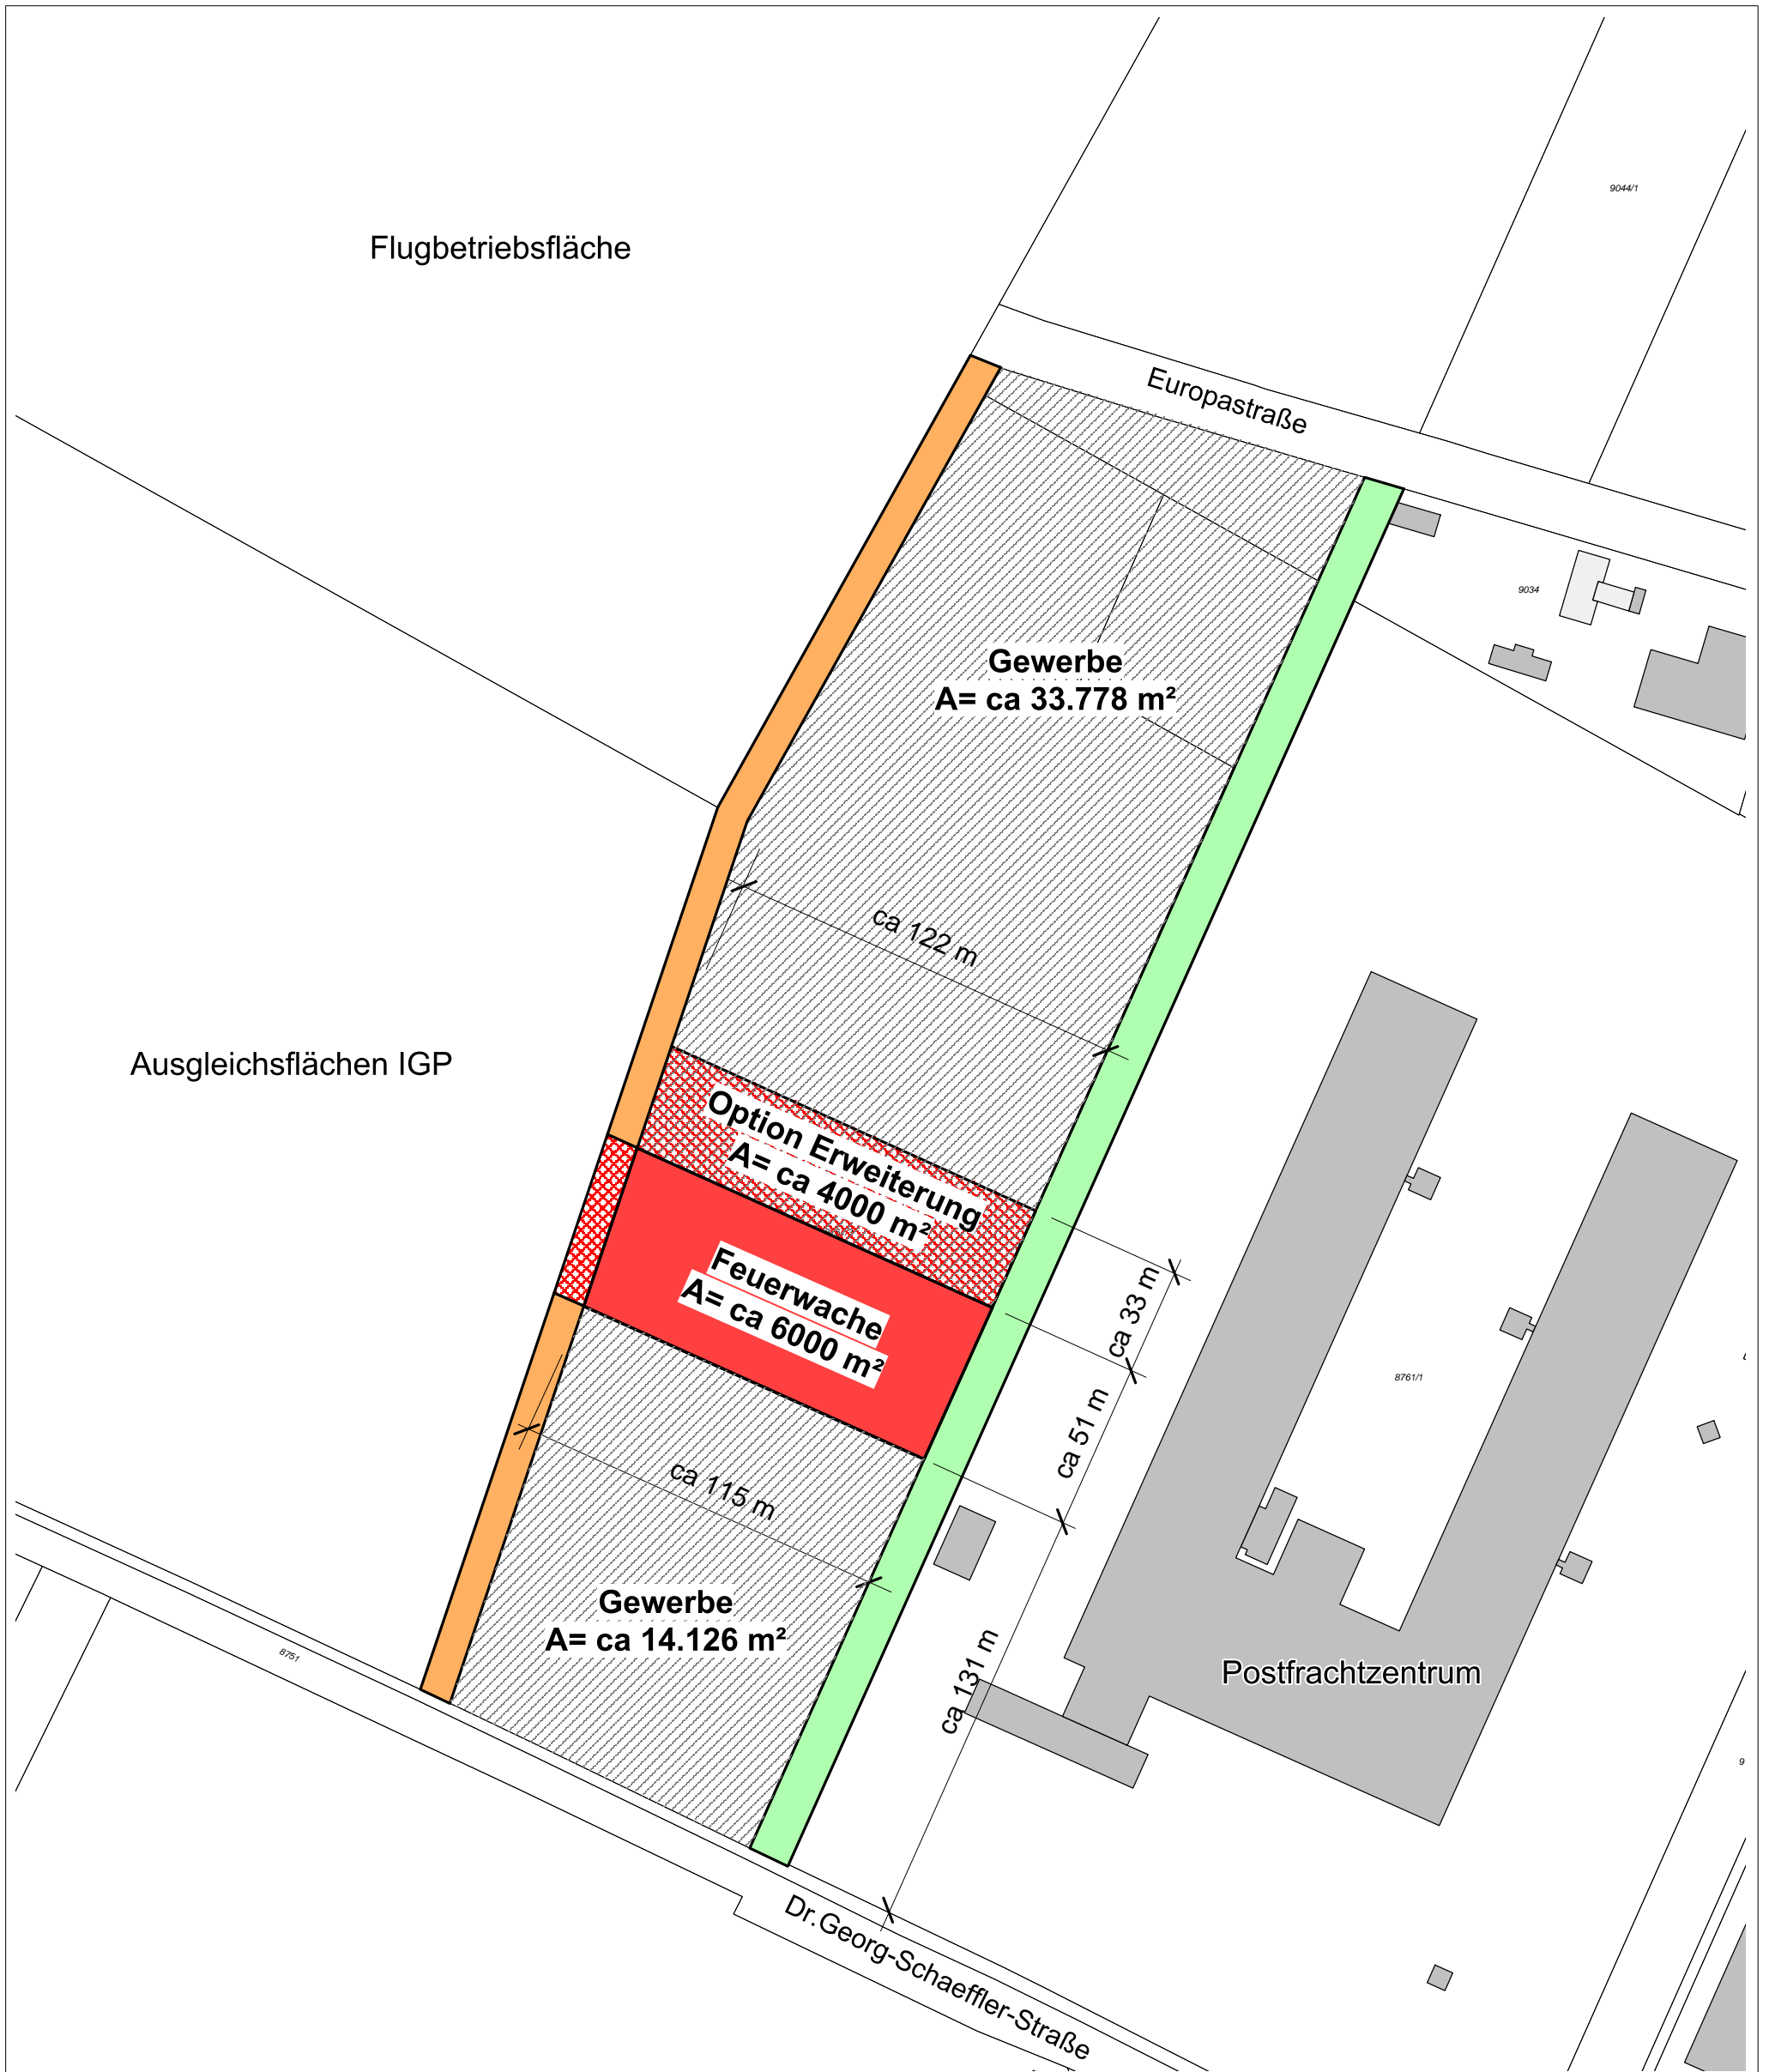 9044/1
Flugbetriebsfläche
Europastraße
9034
Gewerbe
A= ca 33.778 m²
ca 122 m
Ausgleichsflächen IGP
Option Erweiterung
A= ca 4000 m²
Feuerwache
A= ca 6000 m²
ca 33 m
8761/1
ca 51 m
ca 115 m
Gewerbe
A= ca 14.126 m²
8751
ca 131 m
Postfrachtzentrum
9
Dr.Georg-Schaeffler-Straße